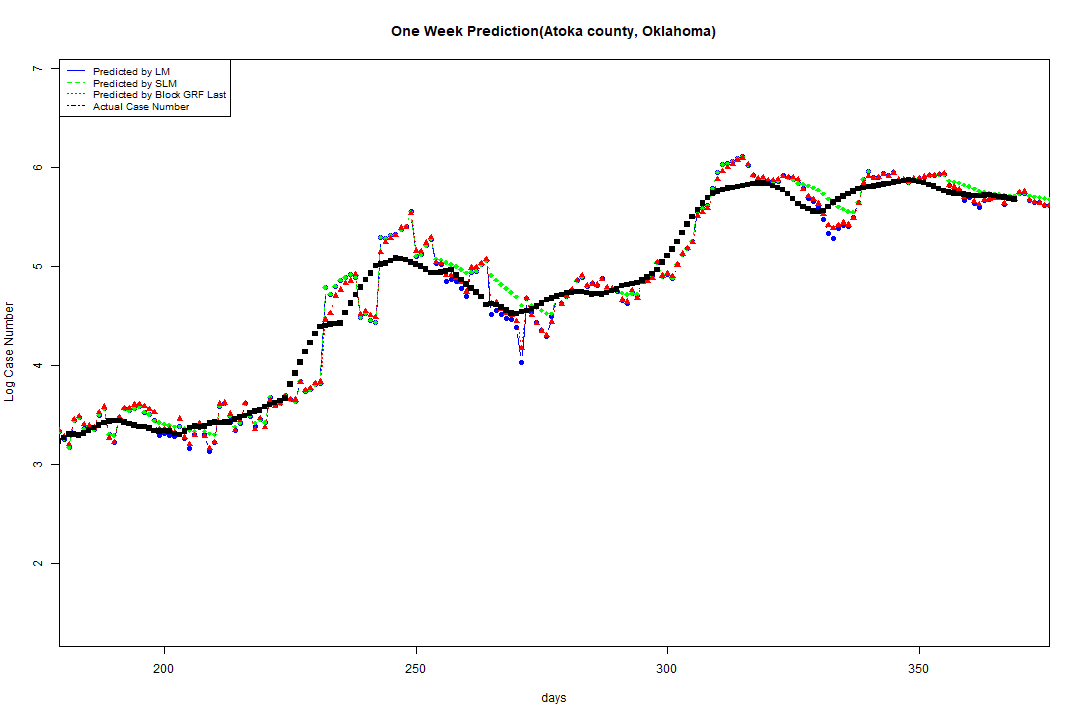 One Week Prediction(Atoka county, Oklahoma)
Predicted by LM
Predicted by SLM
Predicted by Block GRF Last
Actual Case Number
7
6
5
4
3
2
Log Case Number
200 250 300 350
days